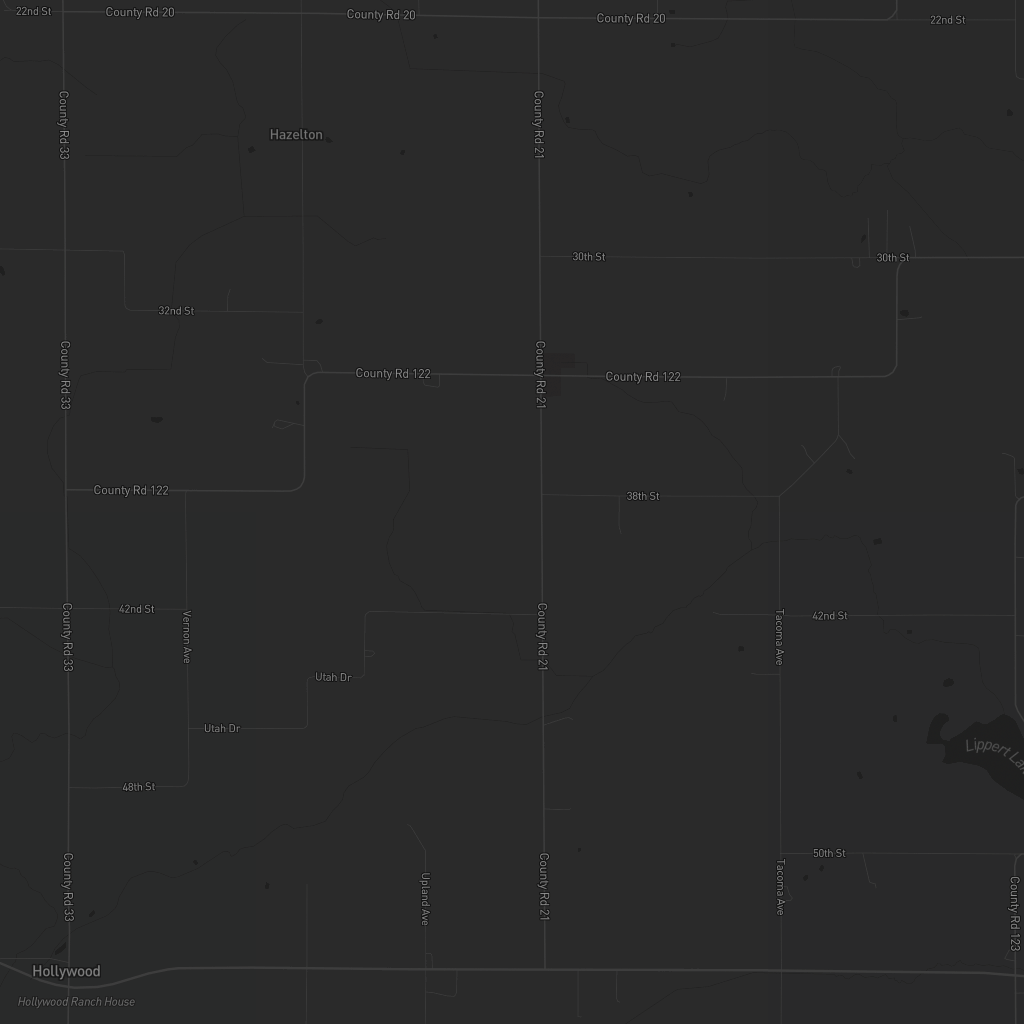 22nd St
County Rd 20
County Rd 20
County Rd 20
22nd St
County Rd 33
County Rd 21
Hazelton
30th St
30th St
32nd St
County Rd 33
County Rd 21
County Rd 122
County Rd 122
County Rd 122
38th St
42nd St
County Rd 33
Vernon Ave
County Rd 21
Tacoma Ave
42nd St
Utah Dr
Utah Dr
Lippert La
48th St
50th St
County Rd 33
Upland Ave
County Rd 21
Tacoma Ave
County Rd 123
Hollywood
Hollywood Ranch House